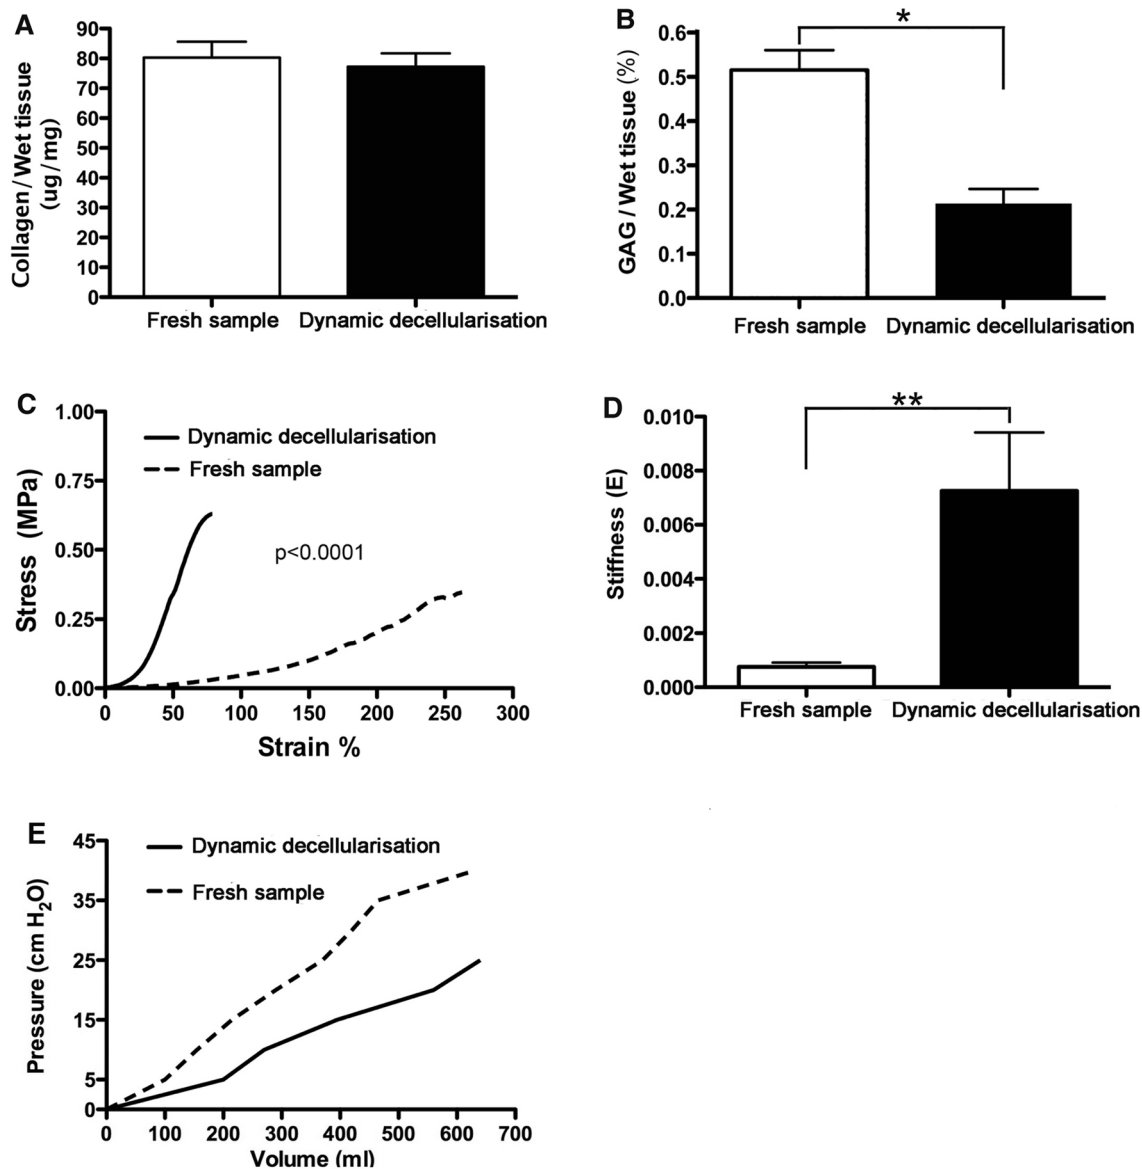 A
Collagen/Wet tissue
(ug/mg)
90
80
70
60
50
40
30
20
10
0
Fresh sample
Dynamic decellularisation
B
*
GAG / Wet tissue (%)
0.6
0.5
0.4
0.3
0.2
0.1
0.0
Fresh sample
Dynamic decellularisation
C
Stress (MPa)
1.00
0.75
0.50
0.25
0.00
Dynamic decellularisation
Fresh sample
p<0.0001
0 50 100 150 200 250 300
Strain %
D
**
Stiffness (E)
0.010
0.008
0.006
0.004
0.002
0.000
Fresh sample
Dynamic decellularisation
E
Pressure (cm H2O)
45
35
25
15
5
0
Dynamic decellularisation
Fresh sample
0 100 200 300 400 500 600 700
Volume (ml)